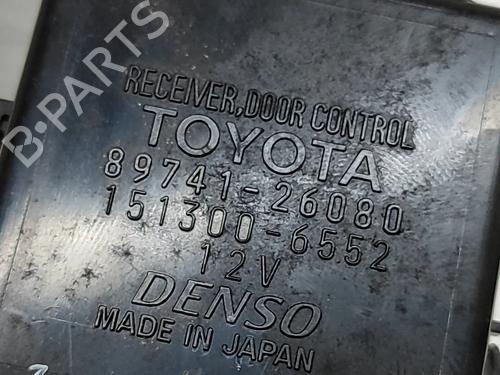 B-PARTS
RECEIVER,DOOR CONTROL
TOYOTA
89741-26080
151300-6552
12V
DENSO
MADE IN JAPAN